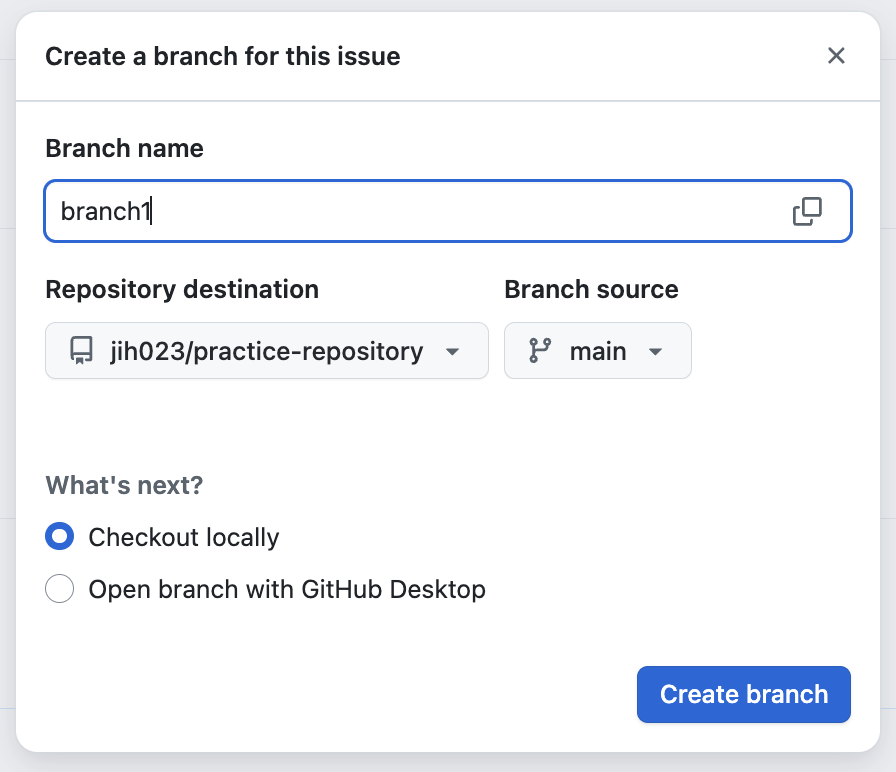 Create a branch for this issue
Branch name
branch1
Repository destination
Branch source
jih023/practice-repository
main
What's next?
Checkout locally
Open branch with GitHub Desktop
Create branch